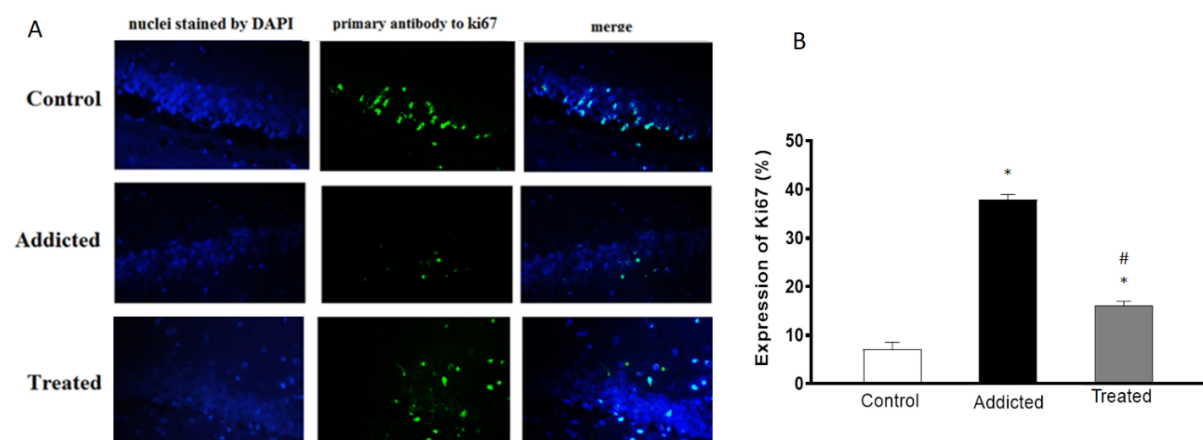 A
nuclei stained by DAPI
primary antibody to ki67
merge
Control
Addicted
Treated
B
Expression of Ki67 (%)
50
40
30
20
10
0
*
#
*
Control
Addicted
Treated